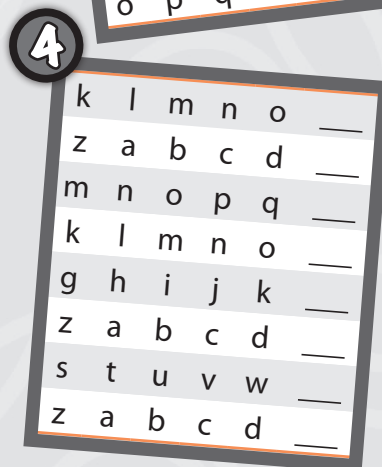 o p q
4
k l m n o ___
z a b c d ___
m n o p q ___
k l m n o ___
g h i j k ___
z a b c d ___
s t u v w ___
z a b c d ___